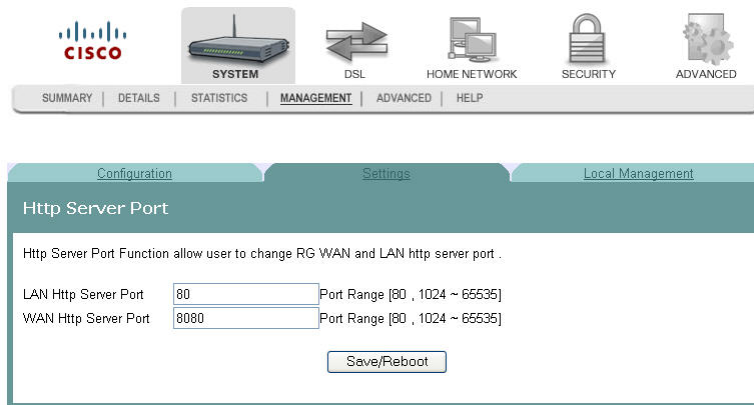 CISCO
SYSTEM
DSL
HOME NETWORK
SECURITY
ADVANCED
SUMMARY | DETAILS | STATISTICS | MANAGEMENT | ADVANCED | HELP
Configuration
Settings
Local Management
Http Server Port
Http Server Port Function allow user to change RG WAN and LAN http server port .
LAN Http Server Port 80 Port Range [80 , 1024 ~ 65535]
WAN Http Server Port 8080 Port Range [80 , 1024 ~ 65535]
Save/Reboot